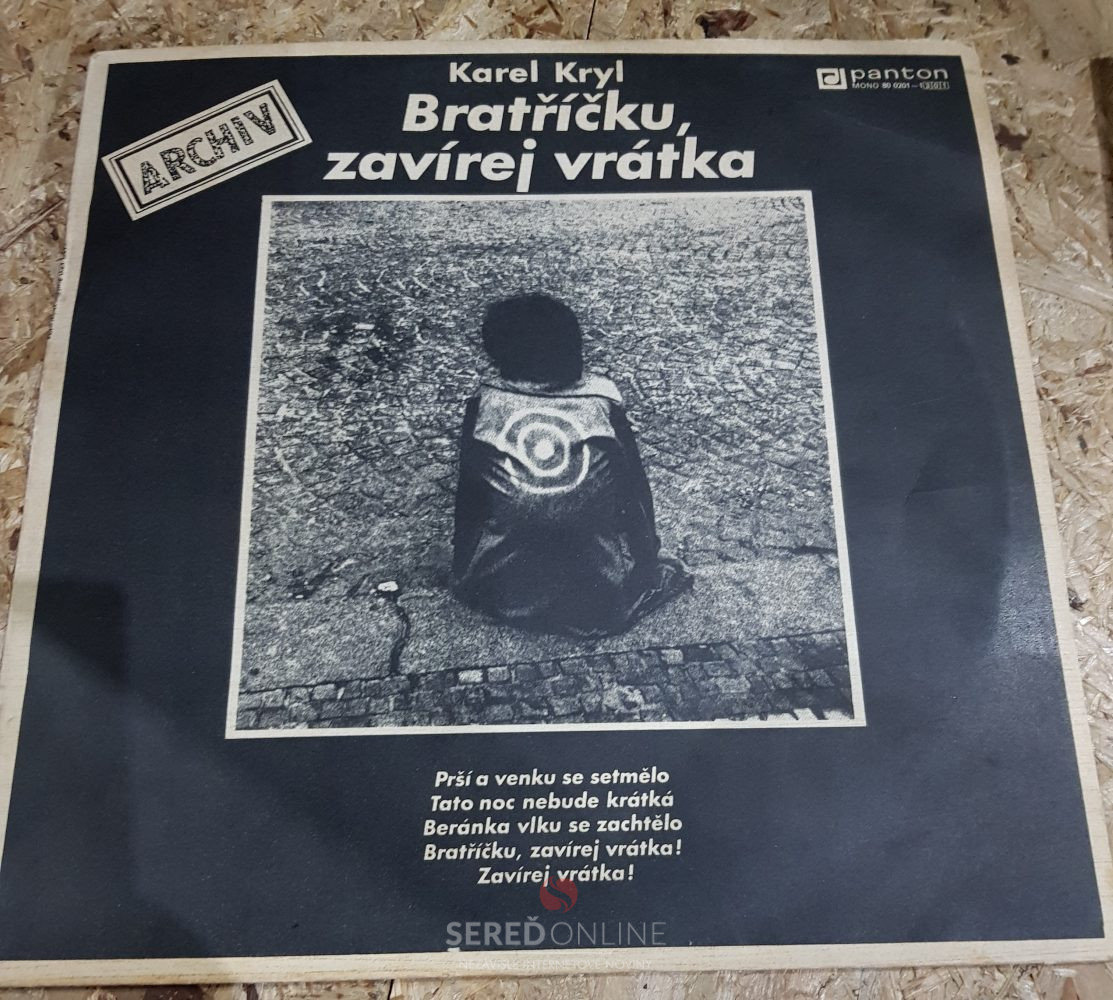 Karel Kryl
Bratříčku,
zavírej vrátka
ARCHIV
panton
Prší a venku se setmělo
Tato noc nebude krátká
Beránka vlku se zachtělo
Bratříčku, zavírej vrátka!
Zavírej vrátka!
SEREĎONLINE